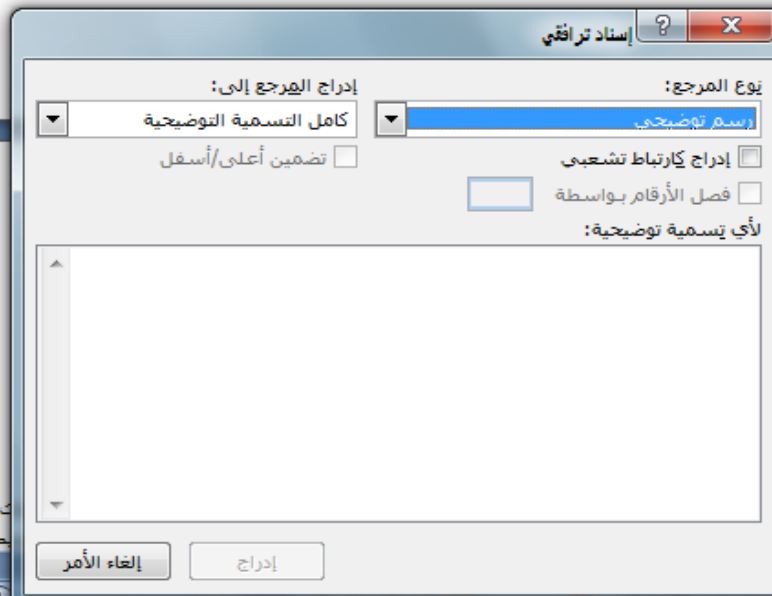 إسناد ترافقي
نوع المرجع:
إدراج المرجع إلى:
رسم توضيحي
كامل التسمية التوضيحية
إدراج كارتباط تشعبي
تضمين أعلى/أسفل
فصل الأرقام بواسطة
لأي تسمية توضيحية:
إدراج
إلغاء الأمر